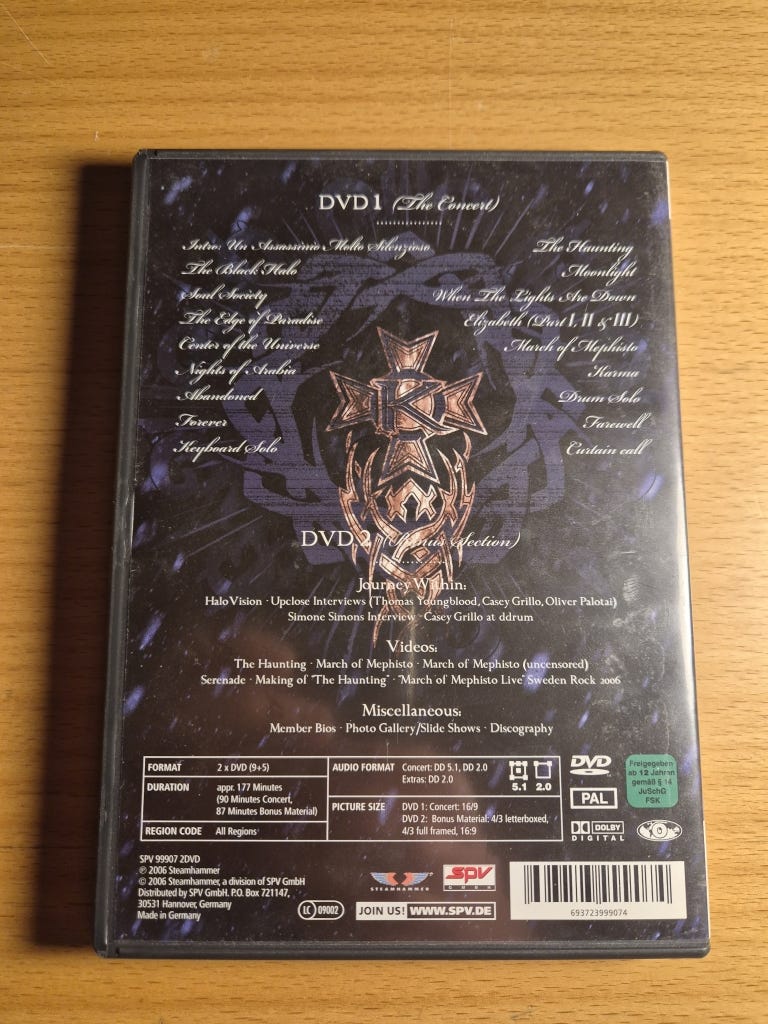 DVD 1 (The Concert)
Intro: Un Assassinio Molto Silenzioso
The Black Halo
Soul Society
The Edge of Paradise
Center of the Universe
Nights of Arabia
Abandoned
Forever
Keyboard Solo
The Haunting
Moonlight
When The Lights Are Down
Elizabeth (Part I, II & III)
March of Mephisto
Karma
Drum Solo
Farewell
Curtain call
K
DVD 2 (Bonus Section)
Journey Within:
Halo Vision · Upclose Interviews (Thomas Youngblood, Casey Grillo, Oliver Palotai)
Simone Simons Interview · Casey Grillo at ddrum
Videos:
The Haunting · March of Mephisto · March of Mephisto (uncensored)
Serenade · Making of "The Haunting" · "March of Mephisto Live" Sweden Rock 2006
Miscellaneous:
Member Bios · Photo Gallery/Slide Shows · Discography
FORMAT 2 x DVD (9+5)
DURATION appr. 177 Minutes
(90 Minutes Concert,
87 Minutes Bonus Material)
REGION CODE All Regions
AUDIO FORMAT Concert: DD 5.1, DD 2.0
Extras: DD 2.0
5.1 2.0
PICTURE SIZE DVD 1: Concert: 16/9
DVD 2: Bonus Material: 4/3 letterboxed,
4/3 full framed, 16:9
DVD
PAL
DOLBY
DIGITAL
Freigegeben
ab 12 Jahren
gemäß § 14
JuSchG
FSK
SPV 99907 2DVD
℗ 2006 Steamhammer
© 2006 Steamhammer, a division of SPV GmbH
Distributed by SPV GmbH. P.O. Box 721147,
30531 Hannover, Germany
Made in Germany
STEAMHAMMER
SPV
GMBH
LC 09002
JOIN US! WWW.SPV.DE
693723999074